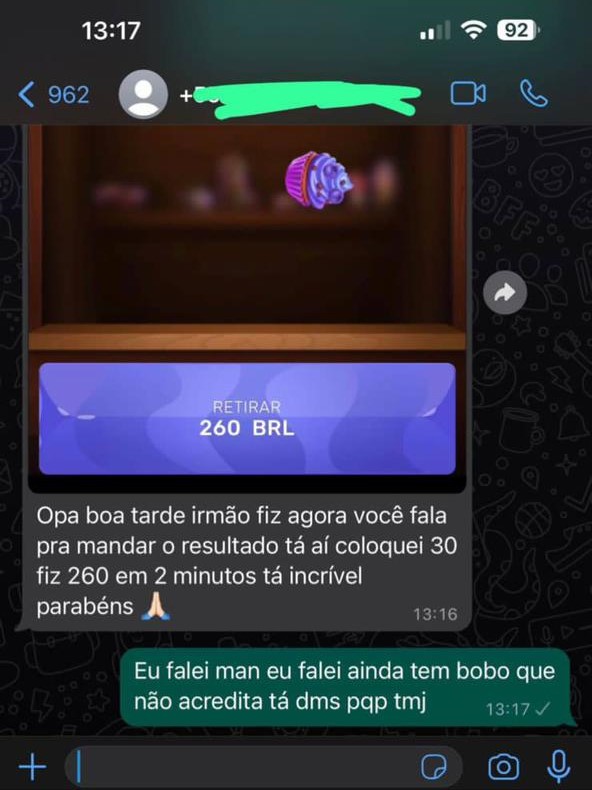 13:17
92
962
RETIRAR
260 BRL
Opa boa tarde irmão fiz agora você fala
pra mandar o resultado tá aí coloquei 30
fiz 260 em 2 minutos tá incrível
parabéns 🙏🏻
13:16
Eu falei man eu falei ainda tem bobo que
não acredita tá dms pqp tmj
13:17